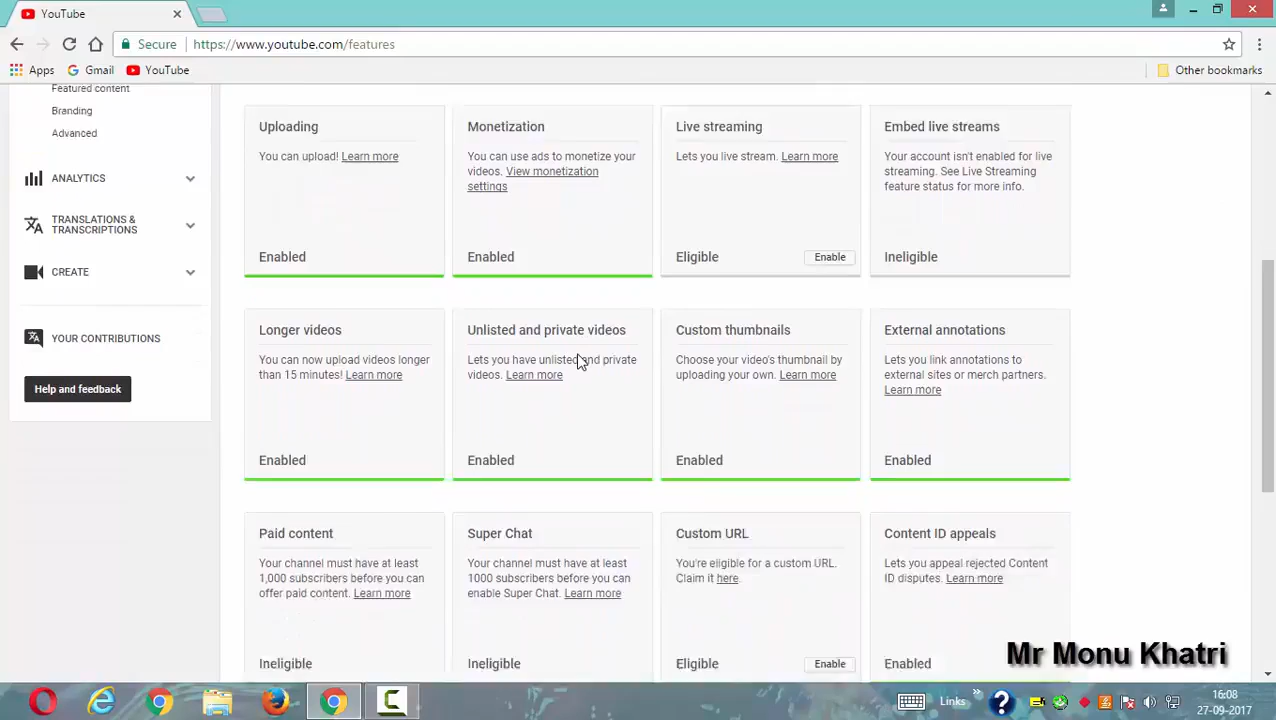 YouTube
Secure
https://www.youtube.com/features
Apps
Gmail
YouTube
Other bookmarks
Featured content
Branding
Advanced
ANALYTICS
TRANSLATIONS &
TRANSCRIPTIONS
CREATE
YOUR CONTRIBUTIONS
Help and feedback
Uploading
You can upload! Learn more
Enabled
Monetization
You can use ads to monetize your
videos. View monetization
settings
Enabled
Live streaming
Lets you live stream. Learn more
Eligible
Enable
Embed live streams
Your account isn't enabled for live
streaming. See Live Streaming
feature status for more info.
Ineligible
Longer videos
You can now upload videos longer
than 15 minutes! Learn more
Enabled
Unlisted and private videos
Lets you have unlisted and private
videos. Learn more
Enabled
Custom thumbnails
Choose your video's thumbnail by
uploading your own. Learn more
Enabled
External annotations
Lets you link annotations to
external sites or merch partners.
Learn more
Enabled
Paid content
Your channel must have at least
1,000 subscribers before you can
offer paid content. Learn more
Ineligible
Super Chat
Your channel must have at least
1000 subscribers before you can
enable Super Chat. Learn more
Ineligible
Custom URL
You're eligible for a custom URL.
Claim it here.
Eligible
Enable
Content ID appeals
Lets you appeal rejected Content
ID disputes. Learn more
Enabled
Mr Monu Khatri
Links
16:08
27-09-2017